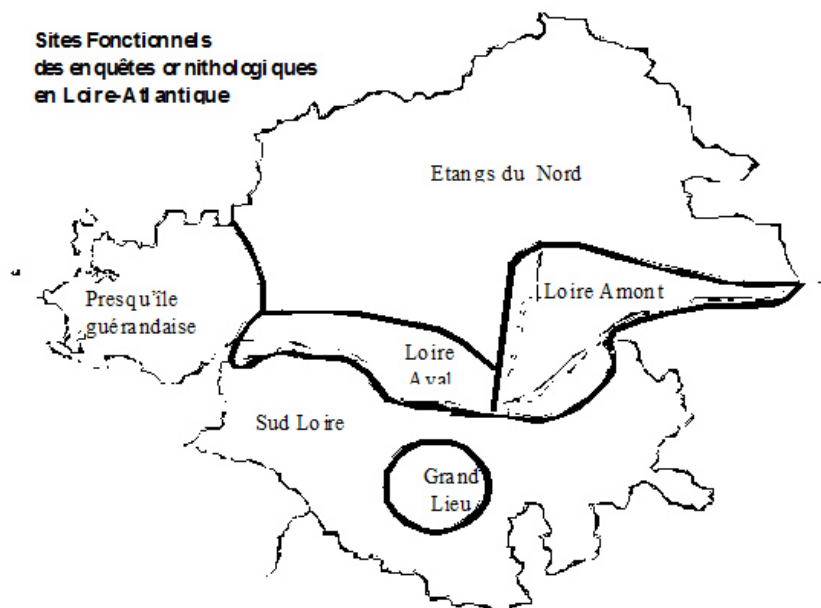 Sites Fonctionnels
des enquêtes ornithologiques
en Loire-Atlantique
Etangs du Nord
Presqu'île
guérandaise
Loire Amont
Loire
Aval
Sud Loire
Grand
Lieu